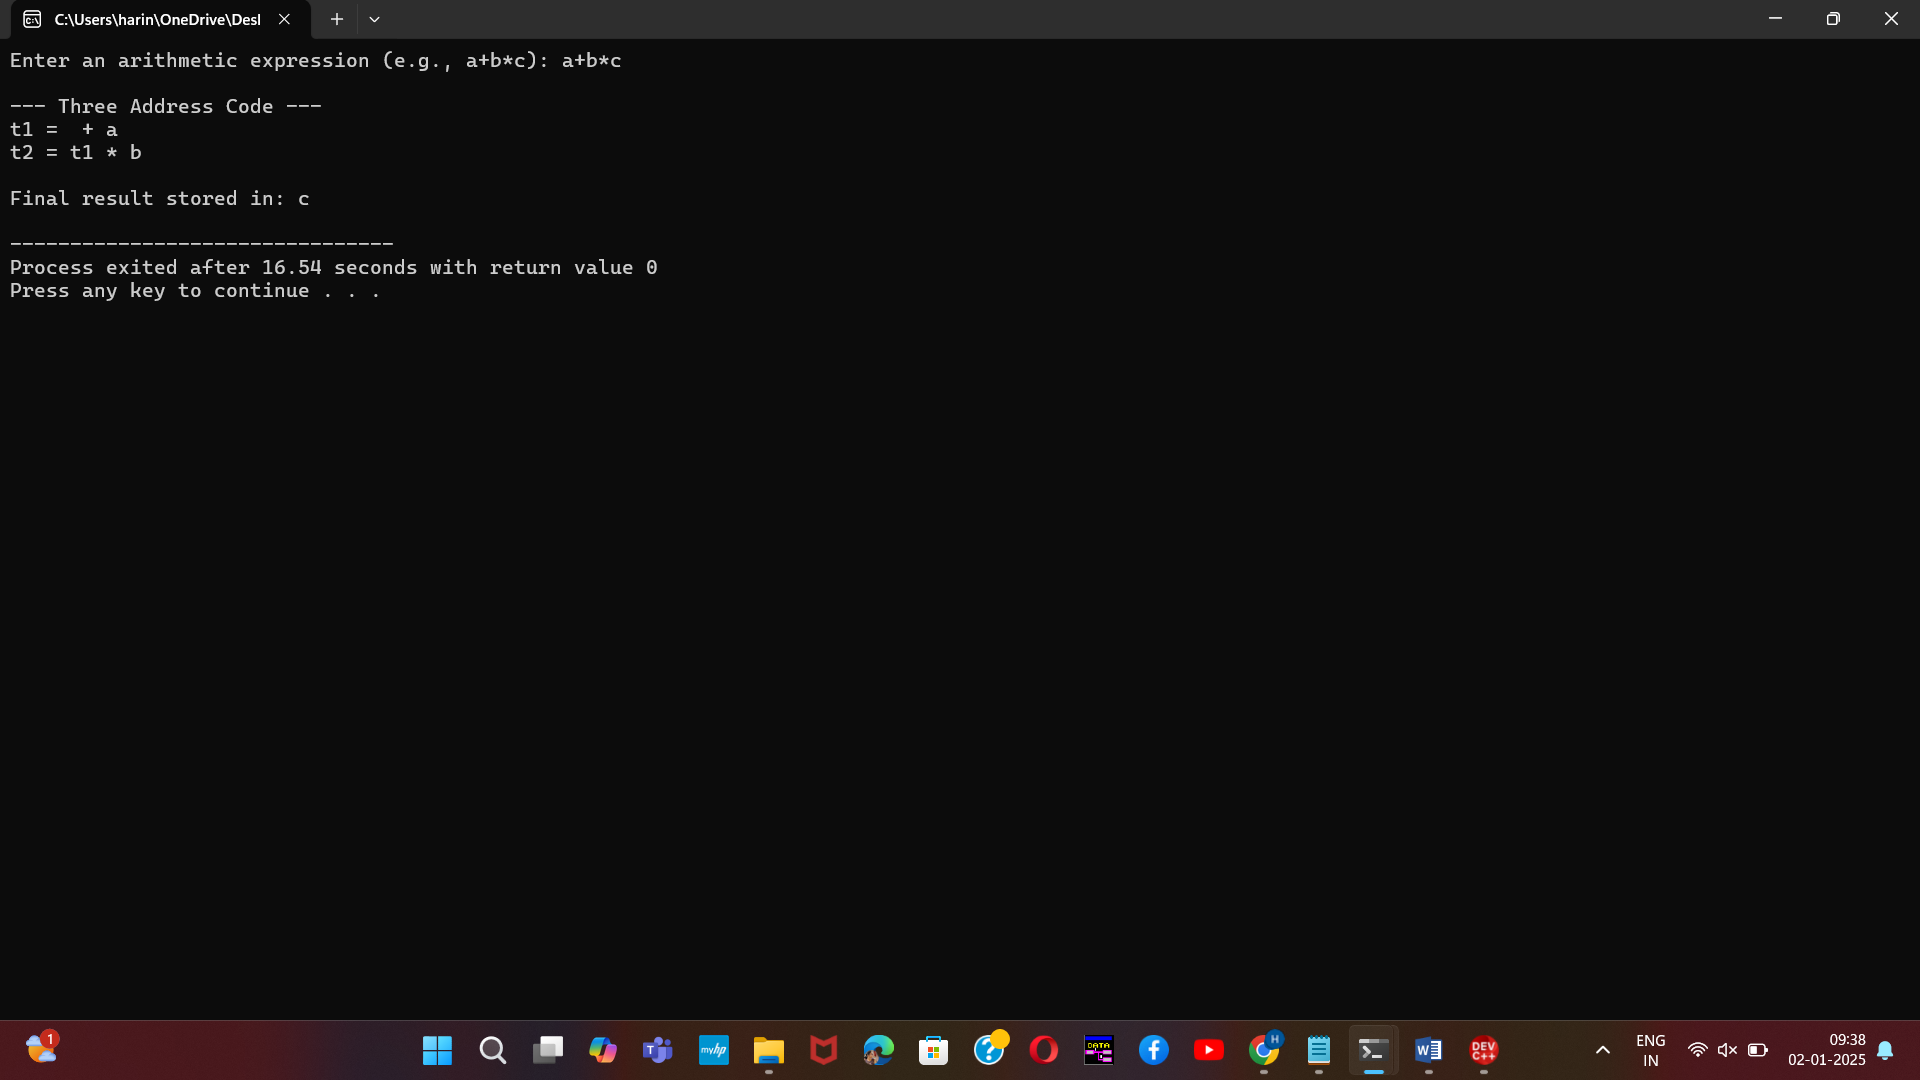 C:\Users\harin\OneDrive\Desl
Enter an arithmetic expression (e.g., a+b*c): a+b*c
--- Three Address Code ---
t1 =  + a
t2 = t1 * b
Final result stored in: c
--------------------------------
Process exited after 16.54 seconds with return value 0
Press any key to continue . . .
1
T
myhp
?
DATA
H
W
DEV
C++
ENG
IN
09:38
02-01-2025